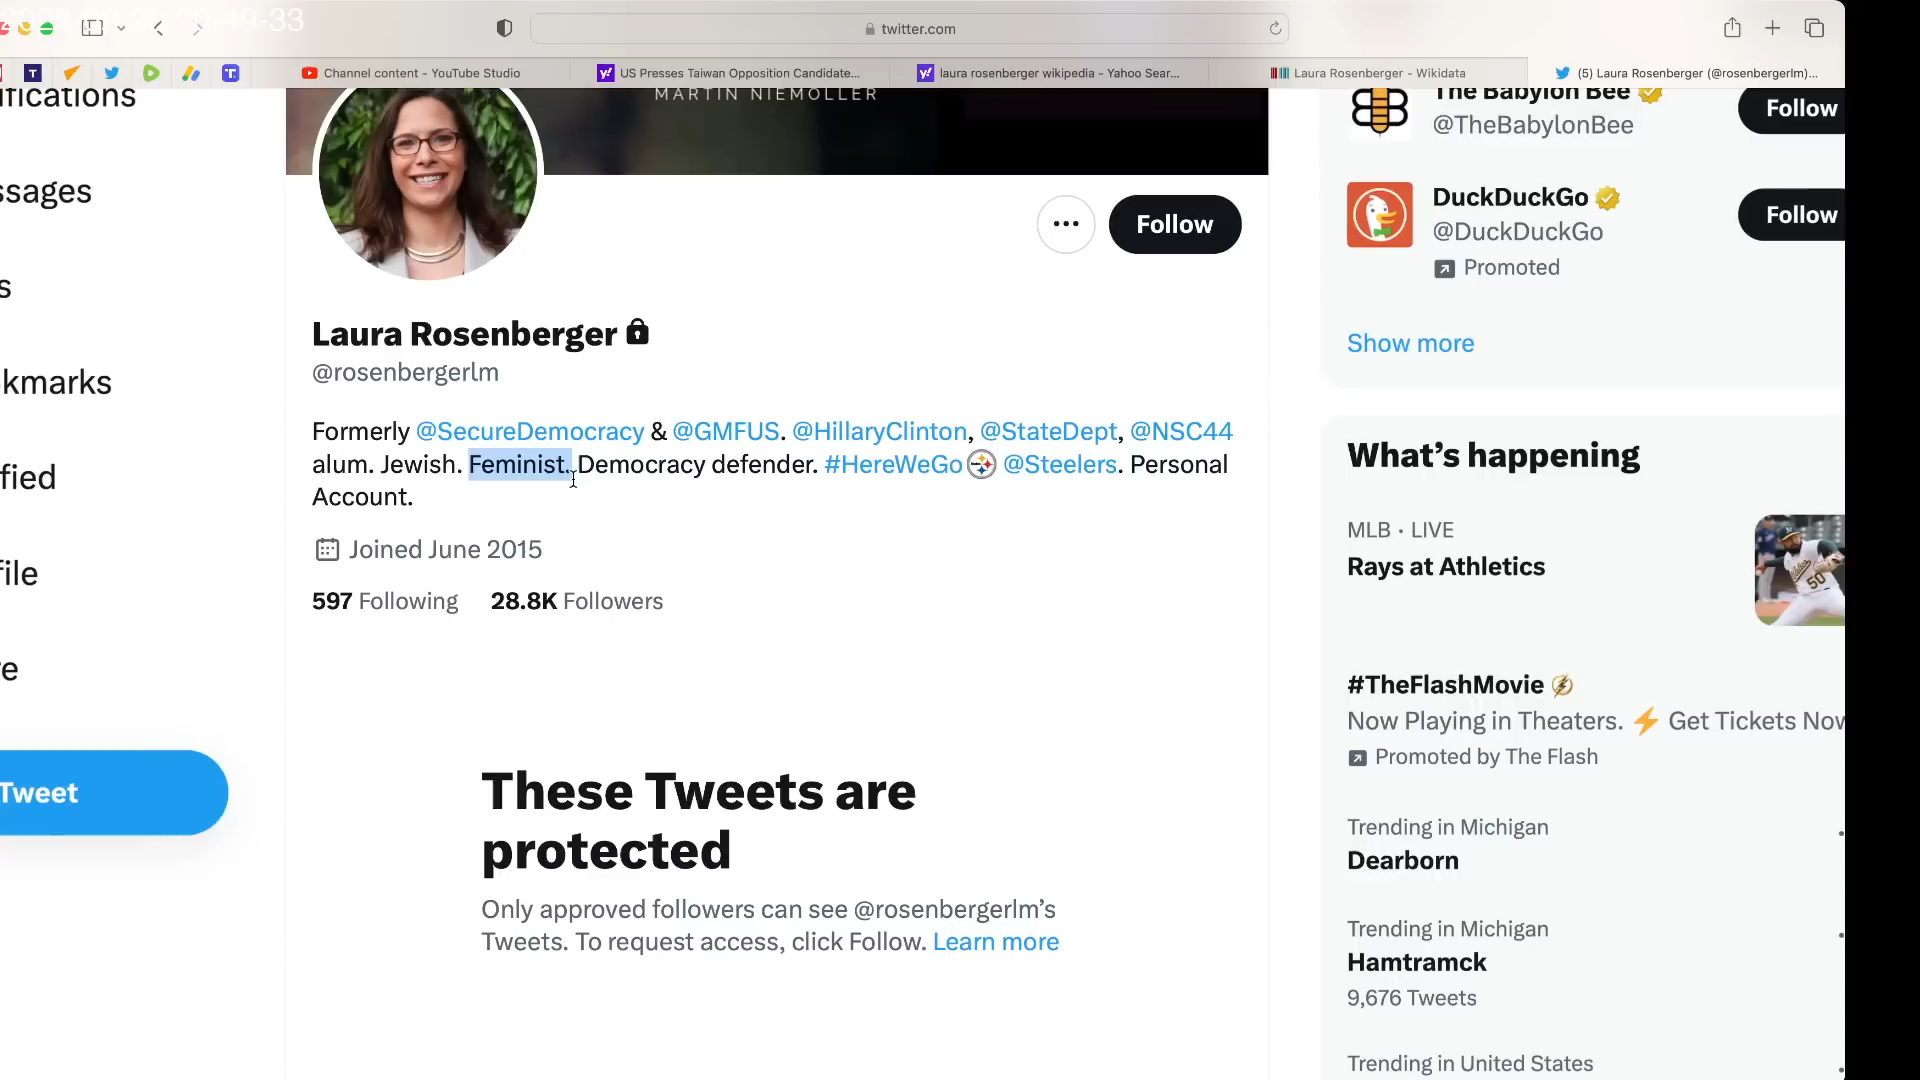 twitter.com
Channel content - YouTube Studio
US Presses Taiwan Opposition Candidate...
laura rosenberger wikipedia - Yahoo Sear...
Laura Rosenberger - Wikidata
(5) Laura Rosenberger (@rosenbergerlm)...
ifications
ssages
s
kmarks
fied
file
re
Tweet
MARTIN NIEMÖLLER
Follow
Laura Rosenberger
@rosenbergerlm
Formerly @SecureDemocracy & @GMFUS. @HillaryClinton, @StateDept, @NSC44
alum. Jewish. Feminist. Democracy defender. #HereWeGo @Steelers. Personal
Account.
Joined June 2015
597 Following 28.8K Followers
These Tweets are
protected
Only approved followers can see @rosenbergerlm's
Tweets. To request access, click Follow. Learn more
The Babylon Bee
@TheBabylonBee
Follow
DuckDuckGo
@DuckDuckGo
Follow
Promoted
Show more
What's happening
MLB · LIVE
Rays at Athletics
50
#TheFlashMovie
Now Playing in Theaters. ⚡ Get Tickets Now
Promoted by The Flash
Trending in Michigan
Dearborn
Trending in Michigan
Hamtramck
9,676 Tweets
Trending in United States